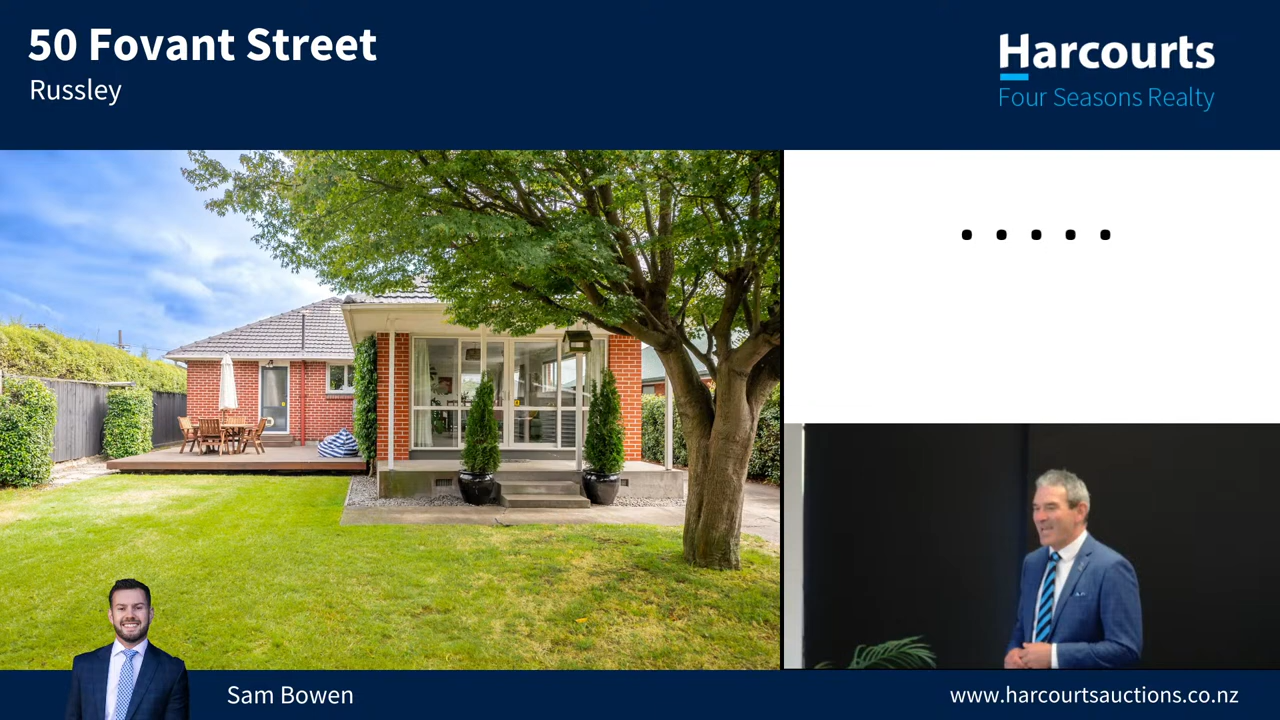 50 Fovant Street
Russley
Harcourts
Four Seasons Realty
.....
Sam Bowen
www.harcourtsauctions.co.nz